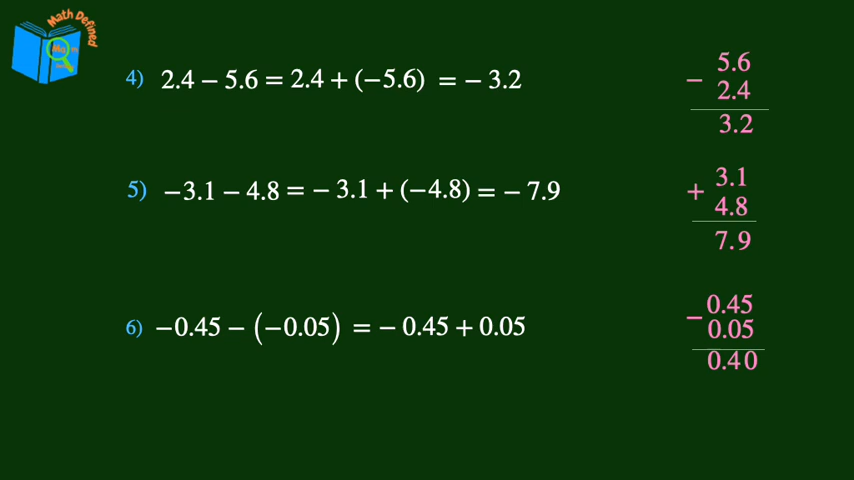 Math Defined
4) 2.4 − 5.6 = 2.4 + (−5.6) = − 3.2
− 5.6
2.4
3.2
5) −3.1 − 4.8 = − 3.1 + (−4.8) = − 7.9
+ 3.1
4.8
7.9
6) −0.45 − (−0.05) = − 0.45 + 0.05
− 0.45
0.05
0.40